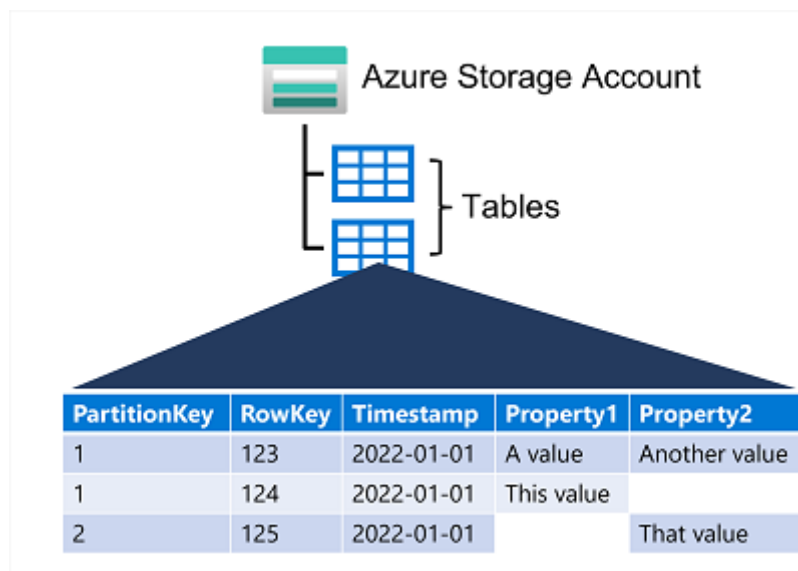 Azure Storage Account
Tables
PartitionKey RowKey Timestamp Property1 Property2
1 123 2022-01-01 A value Another value
1 124 2022-01-01 This value
2 125 2022-01-01 That value